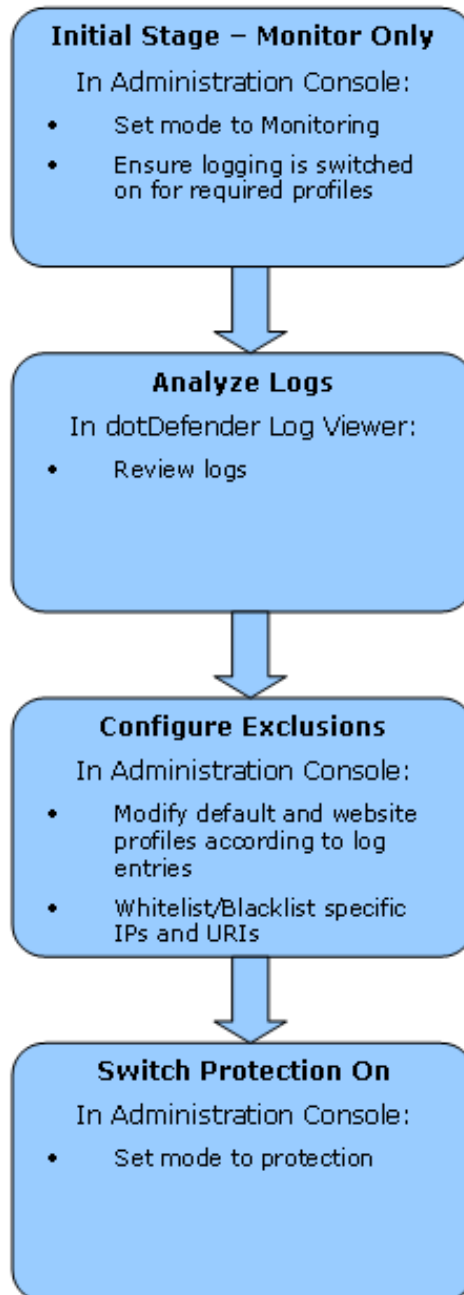 Initial Stage – Monitor Only
In Administration Console:
• Set mode to Monitoring
• Ensure logging is switched
on for required profiles
Analyze Logs
In dotDefender Log Viewer:
• Review logs
Configure Exclusions
In Administration Console:
• Modify default and website
profiles according to log
entries
• Whitelist/Blacklist specific
IPs and URIs
Switch Protection On
In Administration Console:
• Set mode to protection